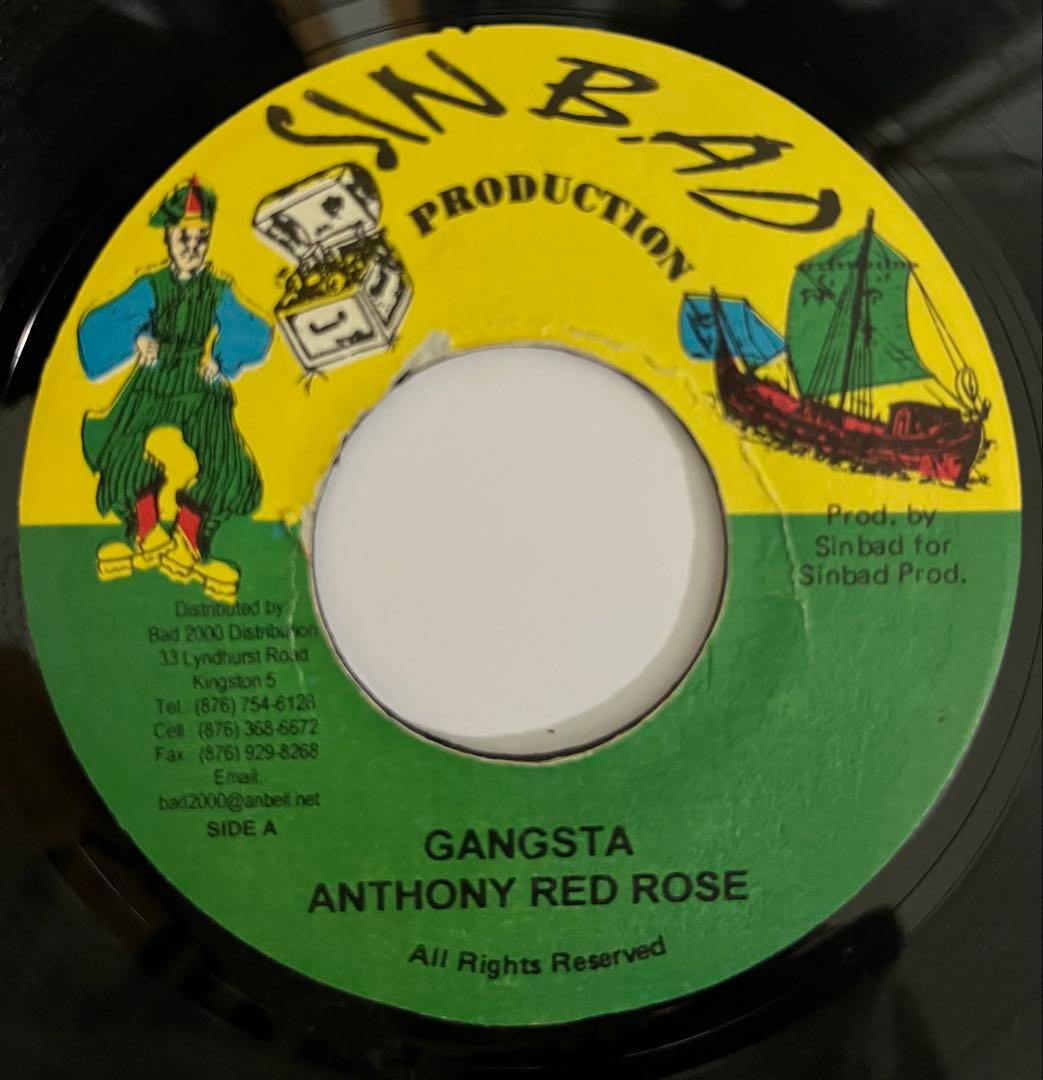 SIN B.AD
PRODUCTION
Prod. by
Sinbad for
Sinbad Prod.
Distributed by
Bad 2000 Distribution
33 Lyndhurst Road
Kingston 5
Tel. (876) 754-6128
Cell (876) 368-6672
Fax (876) 929-8268
Email:
bad2000@anbell.net
SIDE A
GANGSTA
ANTHONY RED ROSE
All Rights Reserved